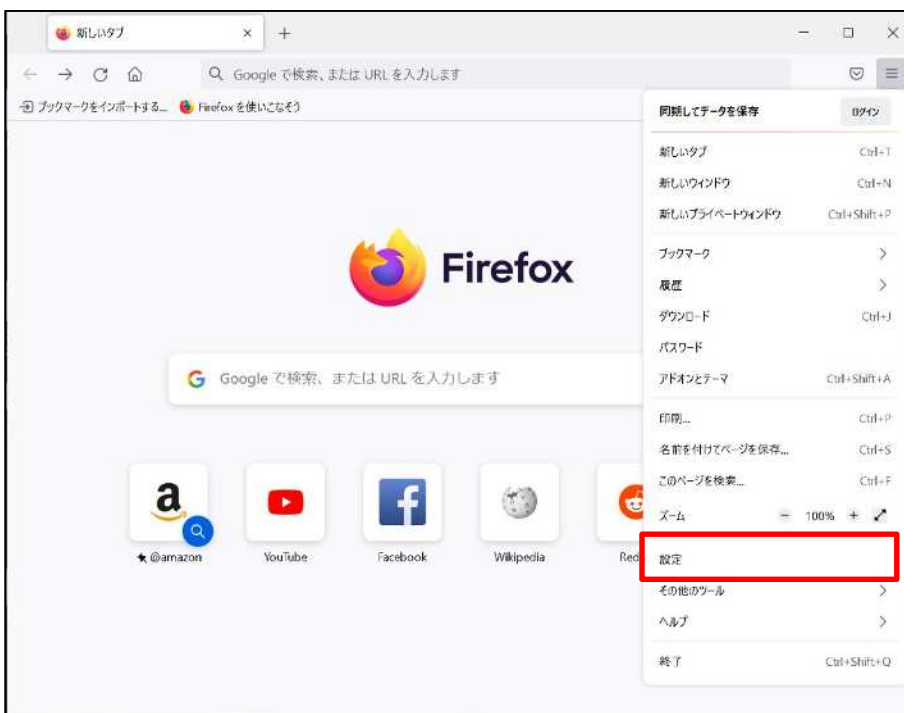 新しいタブ
Google で検索、または URL を入力します
ブックマークをインポートする...
Firefox を使いこなそう
同期してデータを保存
ログイン
新しいタブ Ctrl+T
新しいウィンドウ Ctrl+N
新しいプライベートウィンドウ Ctrl+Shift+P
ブックマーク
履歴
ダウンロード Ctrl+J
パスワード
アドオンとテーマ Ctrl+Shift+A
印刷... Ctrl+P
名前を付けてページを保存... Ctrl+S
このページを検索... Ctrl+F
ズーム − 100% +
設定
その他のツール
ヘルプ
終了 Ctrl+Shift+Q
Firefox
Google で検索、または URL を入力します
a
@amazon
YouTube
Facebook
Wikipedia
Red